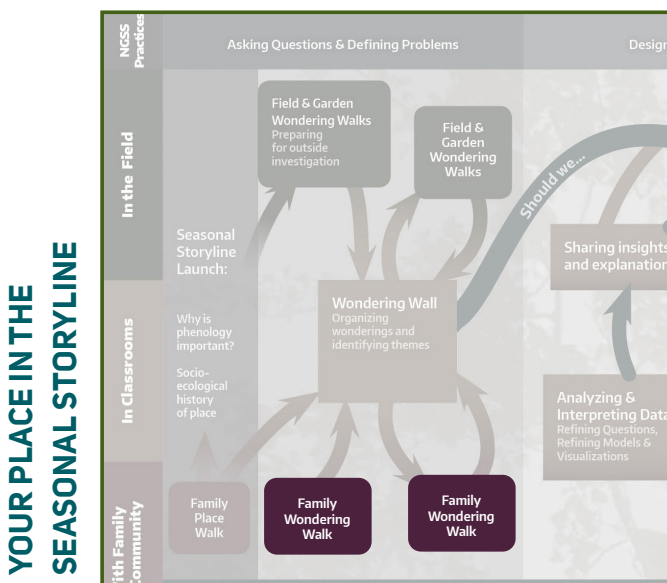 YOUR PLACE IN THE
SEASONAL STORYLINE
NGSS
Practices
Asking Questions & Defining Problems
Design
In the Field
Field & Garden
Wondering Walks
Preparing
for outside
investigation
Field &
Garden
Wondering
Walks
Should we...
Seasonal
Storyline
Launch:
Why is
phenology
important?
Socio-
ecological
history
of place
Sharing insights
and explanation
In Classrooms
Wondering Wall
Organizing
wonderings and
identifying themes
Analyzing &
Interpreting Data
Refining Questions,
Refining Models &
Visualizations
With Family
Community
Family
Place
Walk
Family
Wondering
Walk
Family
Wondering
Walk